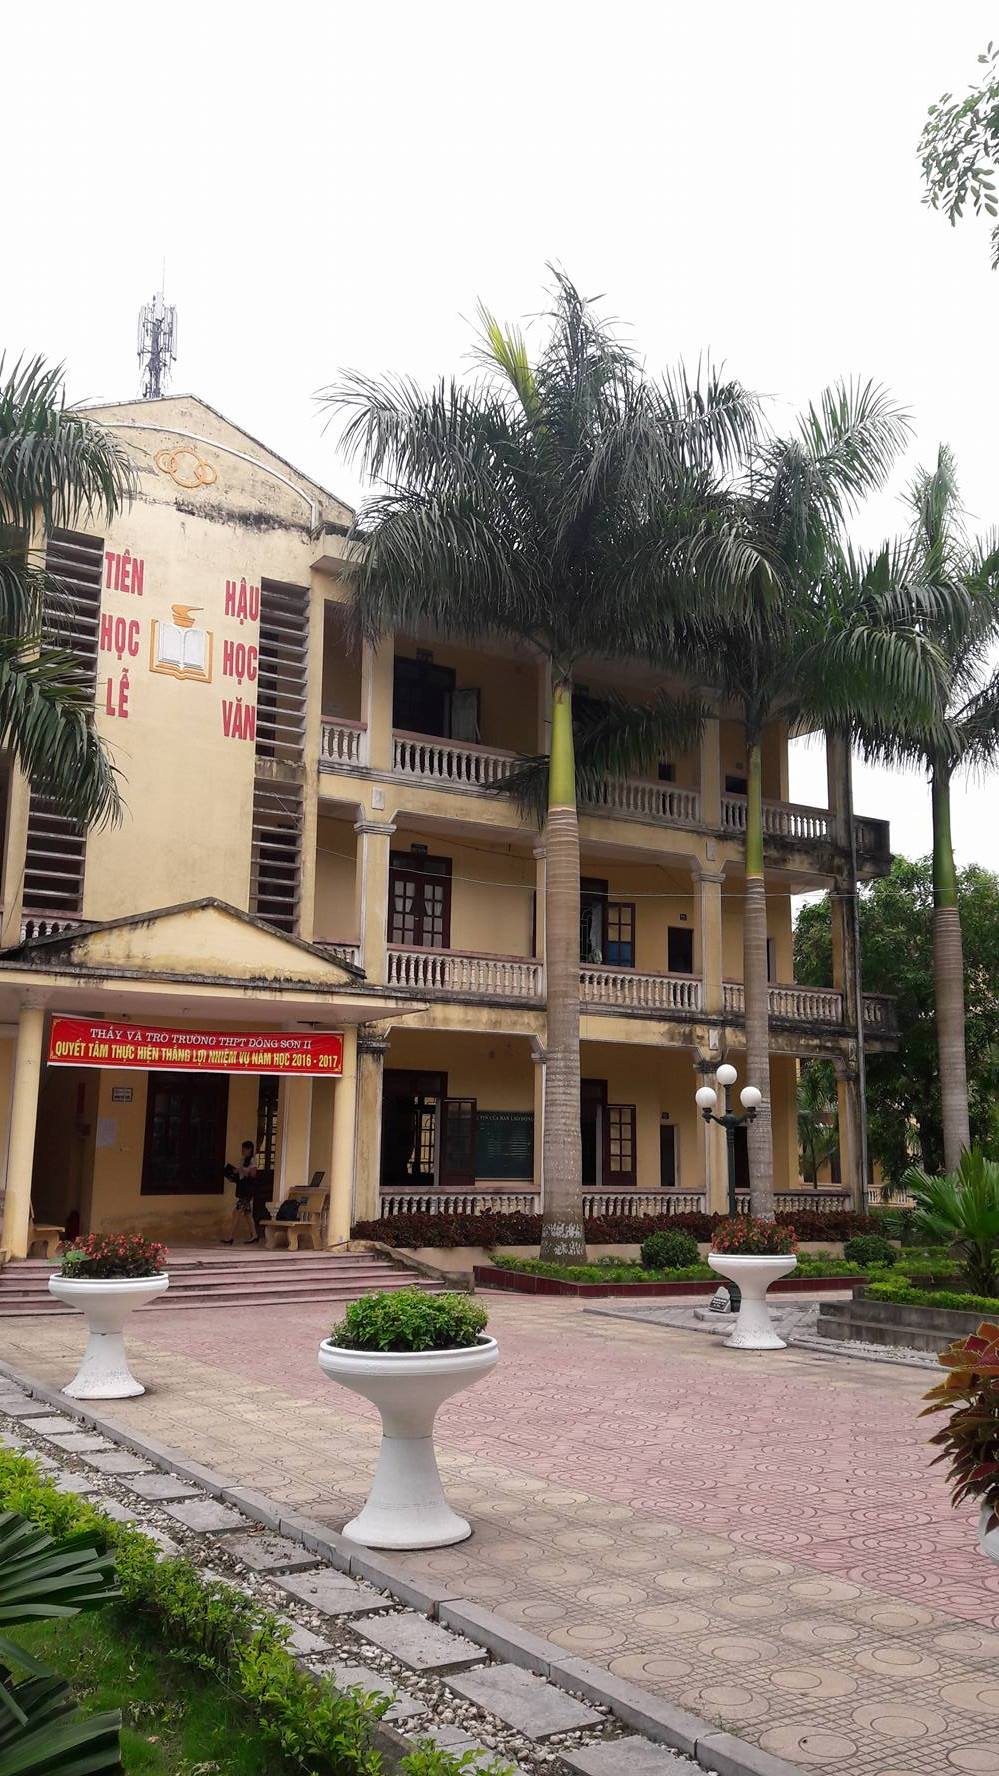 TIÊN
HỌC
LỄ
HẬU
HỌC
VĂN
THẦY VÀ TRÒ TRƯỜNG THPT ĐÔNG SƠN II
QUYẾT TÂM THỰC HIỆN THẮNG LỢI NHIỆM VỤ NĂM HỌC 2016 - 2017